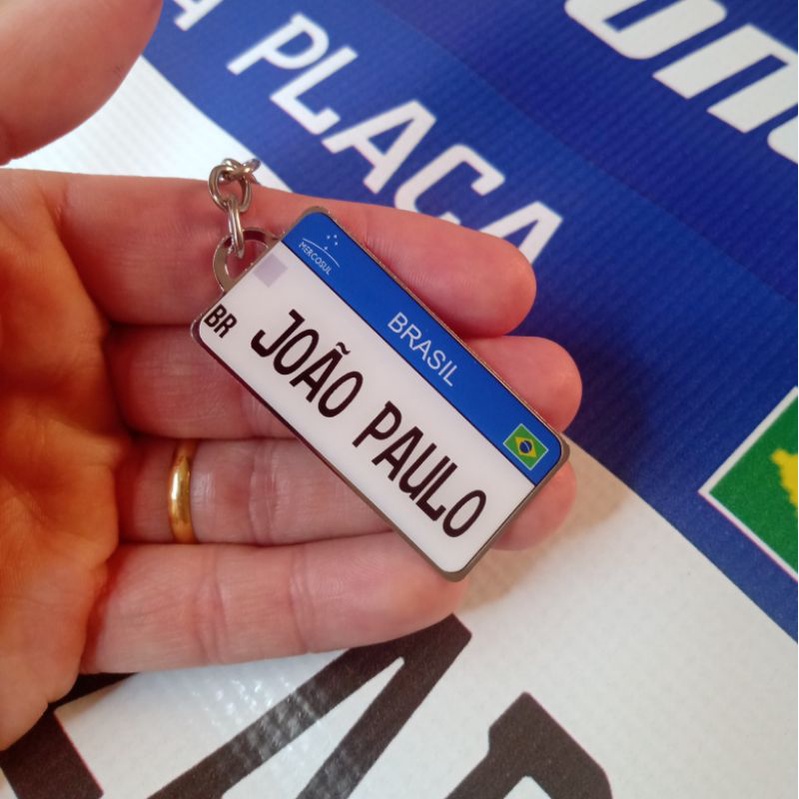 A PLACA
MERCOSUL
BRASIL
BR
JOÃO PAULO